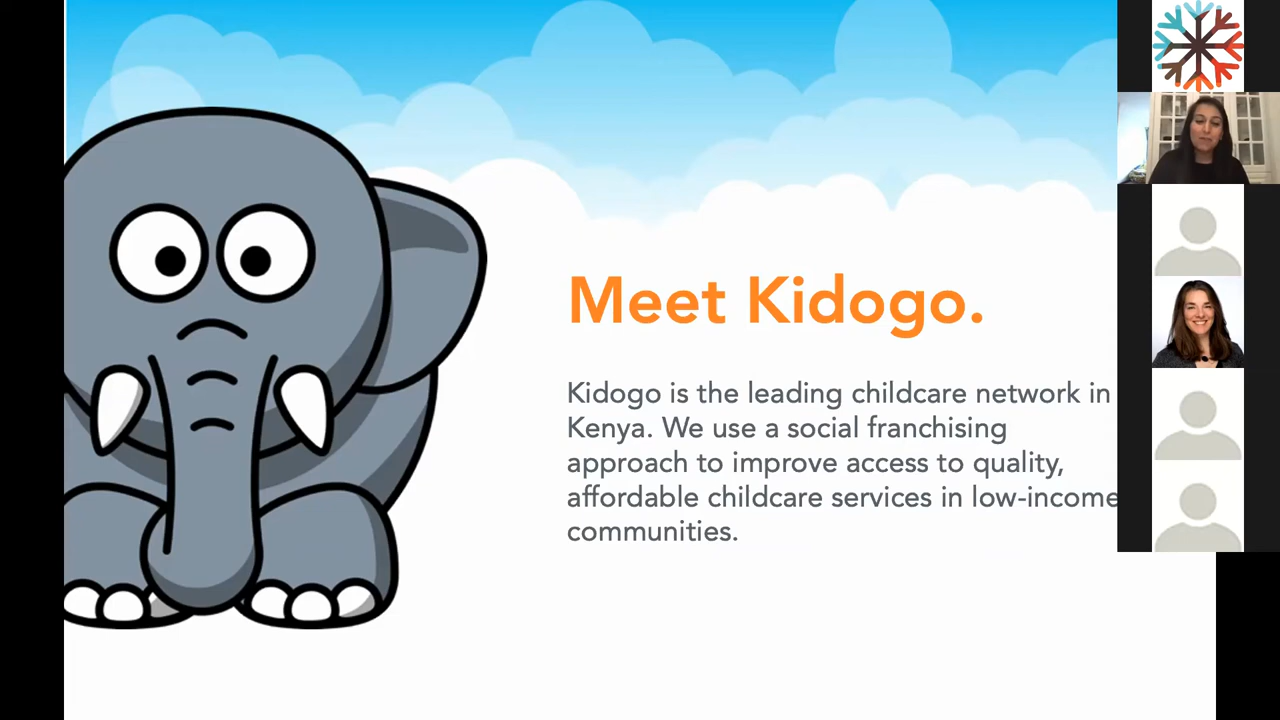 Meet Kidogo.
Kidogo is the leading childcare network in
Kenya. We use a social franchising
approach to improve access to quality,
affordable childcare services in low-income
communities.